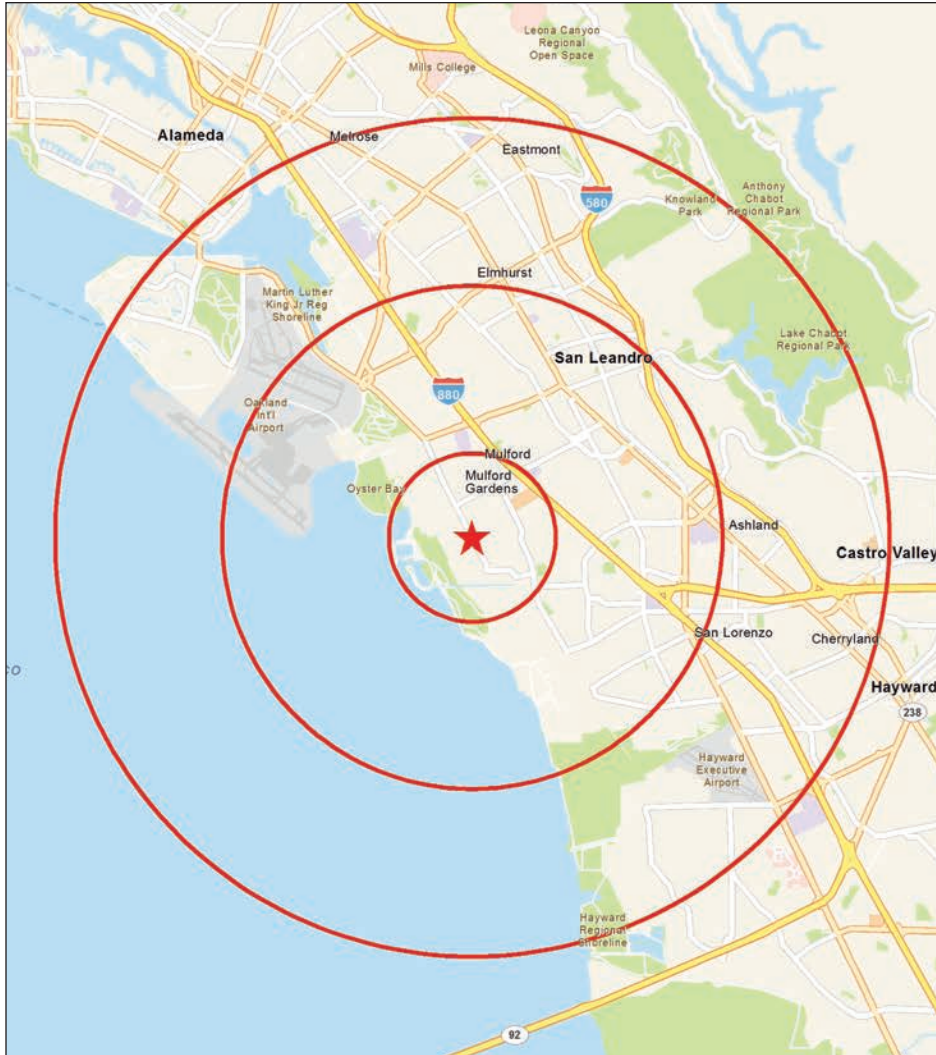 Leona Canyon
Regional
Open Space
Mills College
Alameda
Melrose
Eastmont
580
Knowland
Park
Anthony
Chabot
Regional Park
Elmhurst
Martin Luther
King Jr Reg
Shoreline
Lake Chabot
Regional Park
San Leandro
880
Oakland
Int'l
Airport
Mulford
Mulford
Gardens
Oyster Bay
Ashland
Castro Valley
San Lorenzo
Cherryland
co
Hayward
238
Hayward
Executive
Airport
Hayward
Regional
Shoreline
92